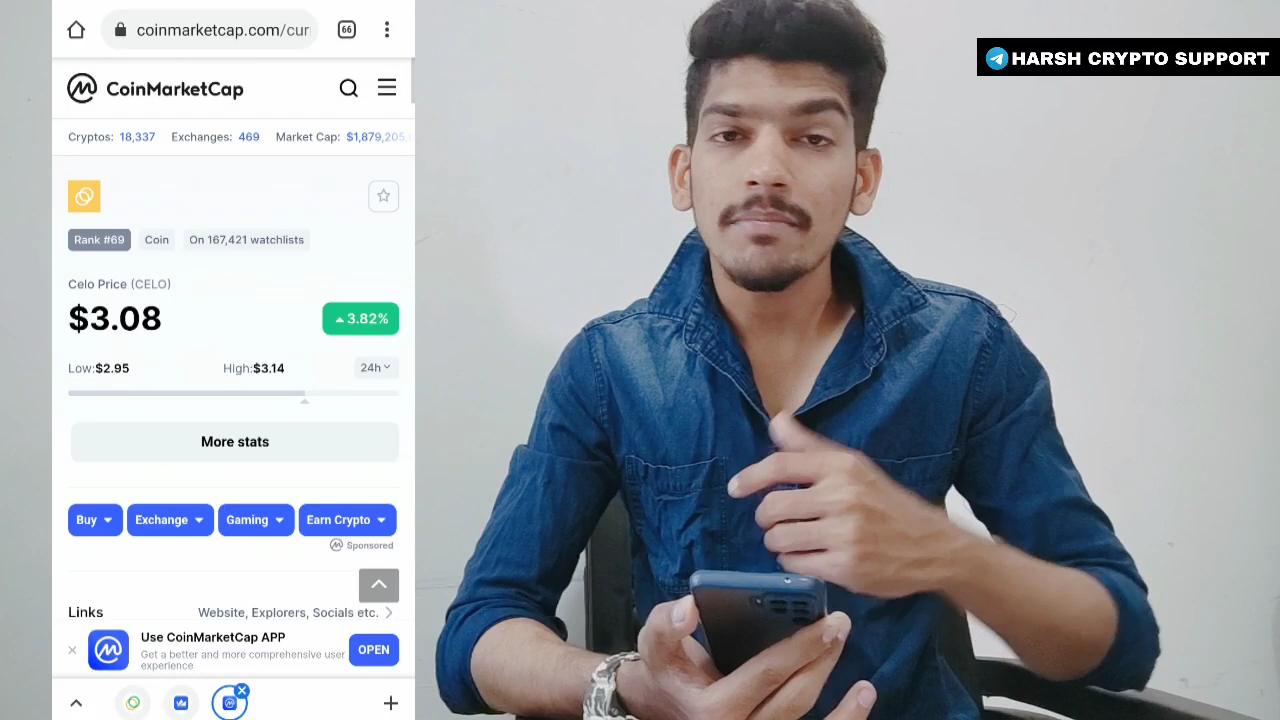 coinmarketcap.com/cur
66
CoinMarketCap
Cryptos: 18,337 Exchanges: 469 Market Cap: $1,879,205,
Rank #69 Coin On 167,421 watchlists
Celo Price (CELO)
$3.08 3.82%
Low:$2.95 High:$3.14 24h
More stats
Buy Exchange Gaming Earn Crypto
Sponsored
Links Website, Explorers, Socials etc.
Use CoinMarketCap APP
Get a better and more comprehensive user
experience
OPEN
HARSH CRYPTO SUPPORT